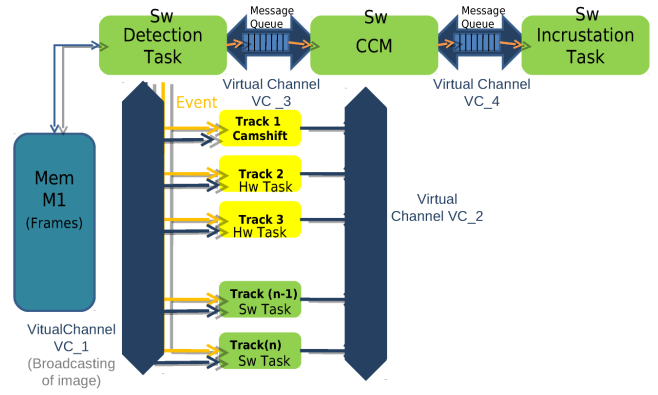 Sw
Detection
Task
Message
Queue
Sw
CCM
Message
Queue
Sw
Incrustation
Task
Virtual Channel
VC _3
Virtual Channel
VC_4
Event
Track 1
Camshift
Track 2
Hw Task
Track 3
Hw Task
Track (n-1)
Sw Task
Track(n)
Sw Task
Mem
M1
(Frames)
Virtual
Channel VC_2
VitualChannel
VC_1
(Broadcasting
of image)